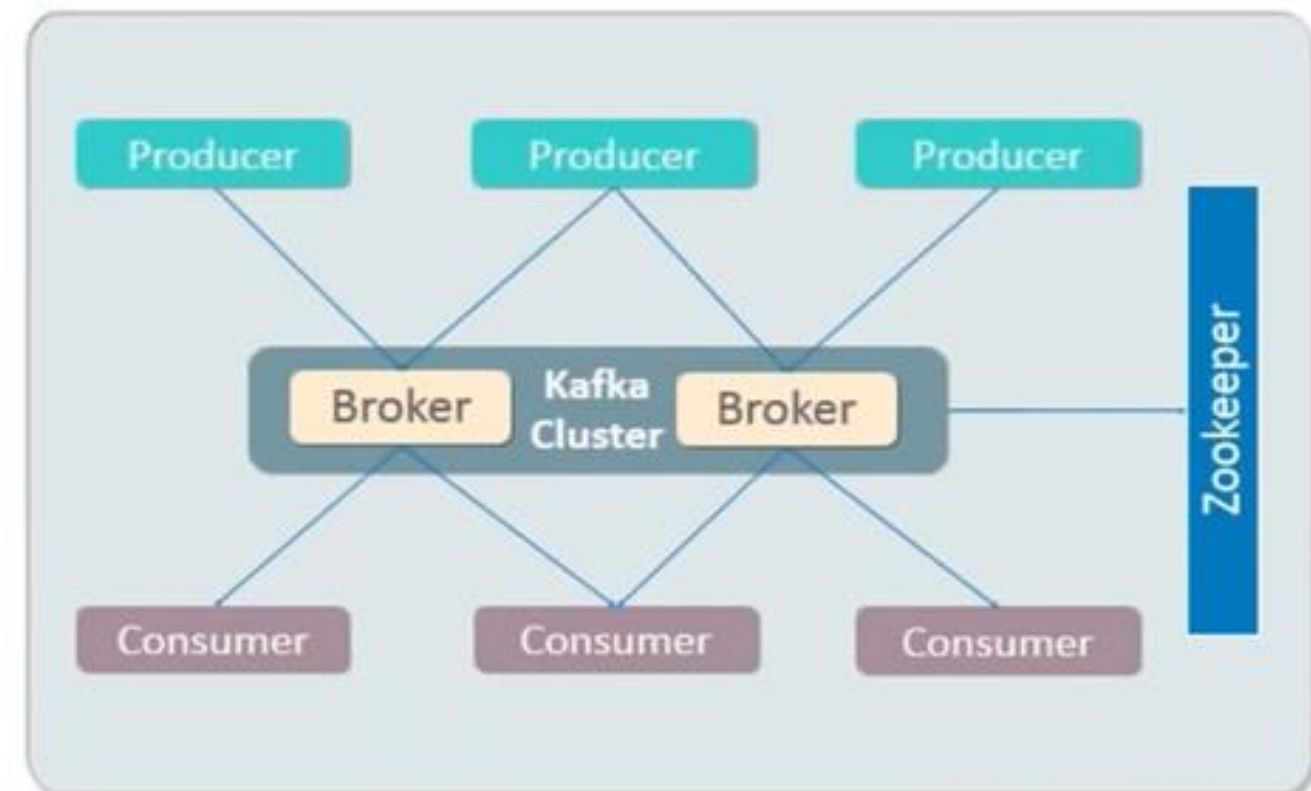 Producer
Producer
Producer
Broker
Kafka
Cluster
Broker
Zookeeper
Consumer
Consumer
Consumer